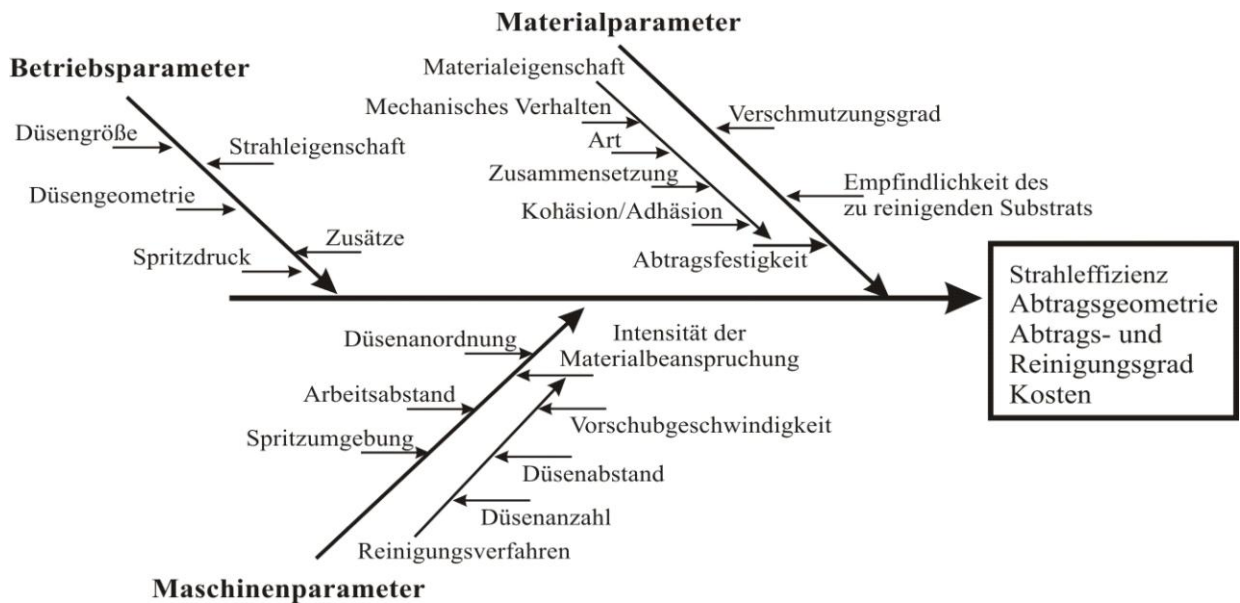 Materialparameter
Betriebsparameter
Materialeigenschaft
Mechanisches Verhalten
Verschmutzungsgrad
Düsengröße
Strahleigenschaft
Art
Zusammensetzung
Empfindlichkeit des
zu reinigenden Substrats
Düsengeometrie
Kohäsion/Adhäsion
Zusätze
Spritzdruck
Abtragsfestigkeit
Strahleffizienz
Abtragsgeometrie
Abtrags- und
Reinigungsgrad
Kosten
Düsenanordnung
Intensität der
Materialbeanspruchung
Arbeitsabstand
Vorschubgeschwindigkeit
Spritzumgebung
Düsenabstand
Düsenanzahl
Reinigungsverfahren
Maschinenparameter